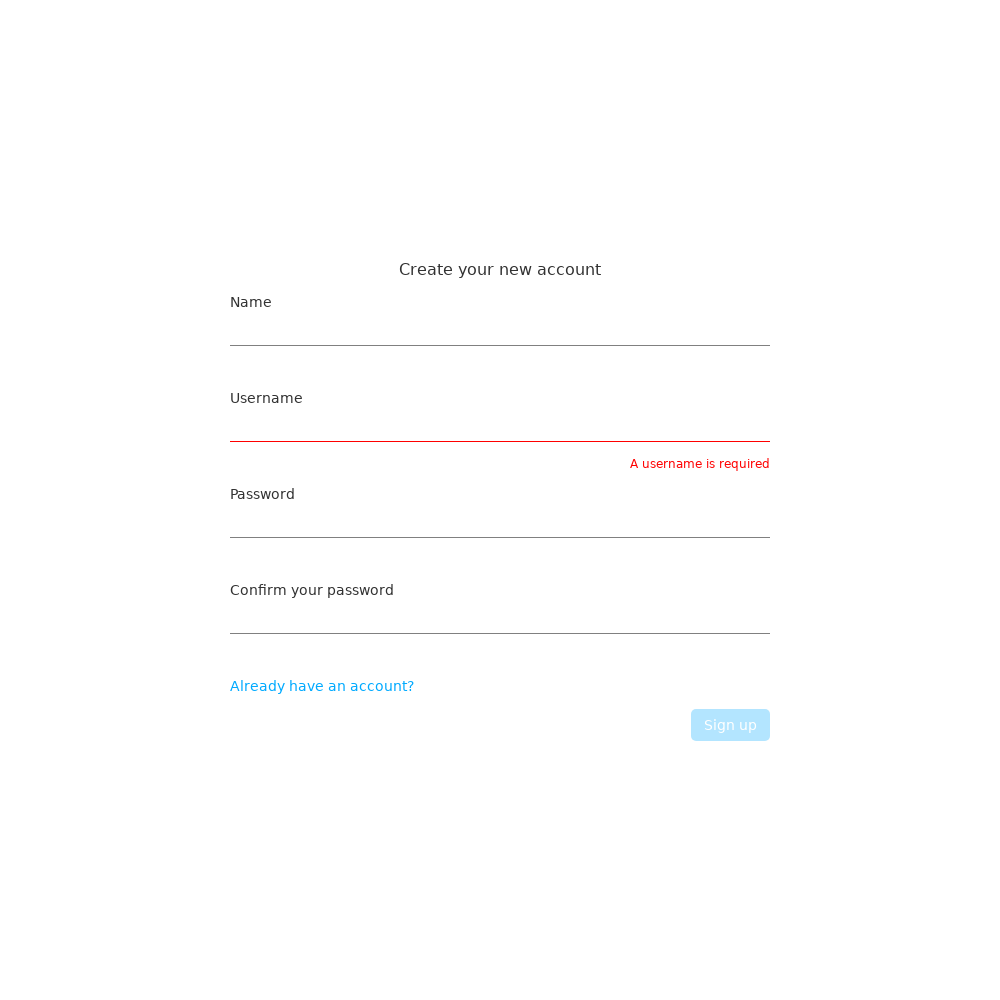 Create your new account
Name
Username
A username is required
Password
Confirm your password
Already have an account?
Sign up